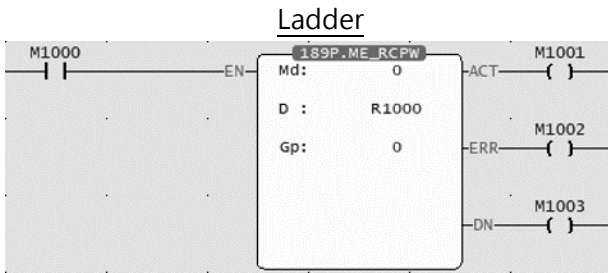 Ladder
M1000 189P.ME_RCPW M1001
EN Md: 0 ACT
D : R1000
M1002
Gp: 0 ERR
M1003
DN